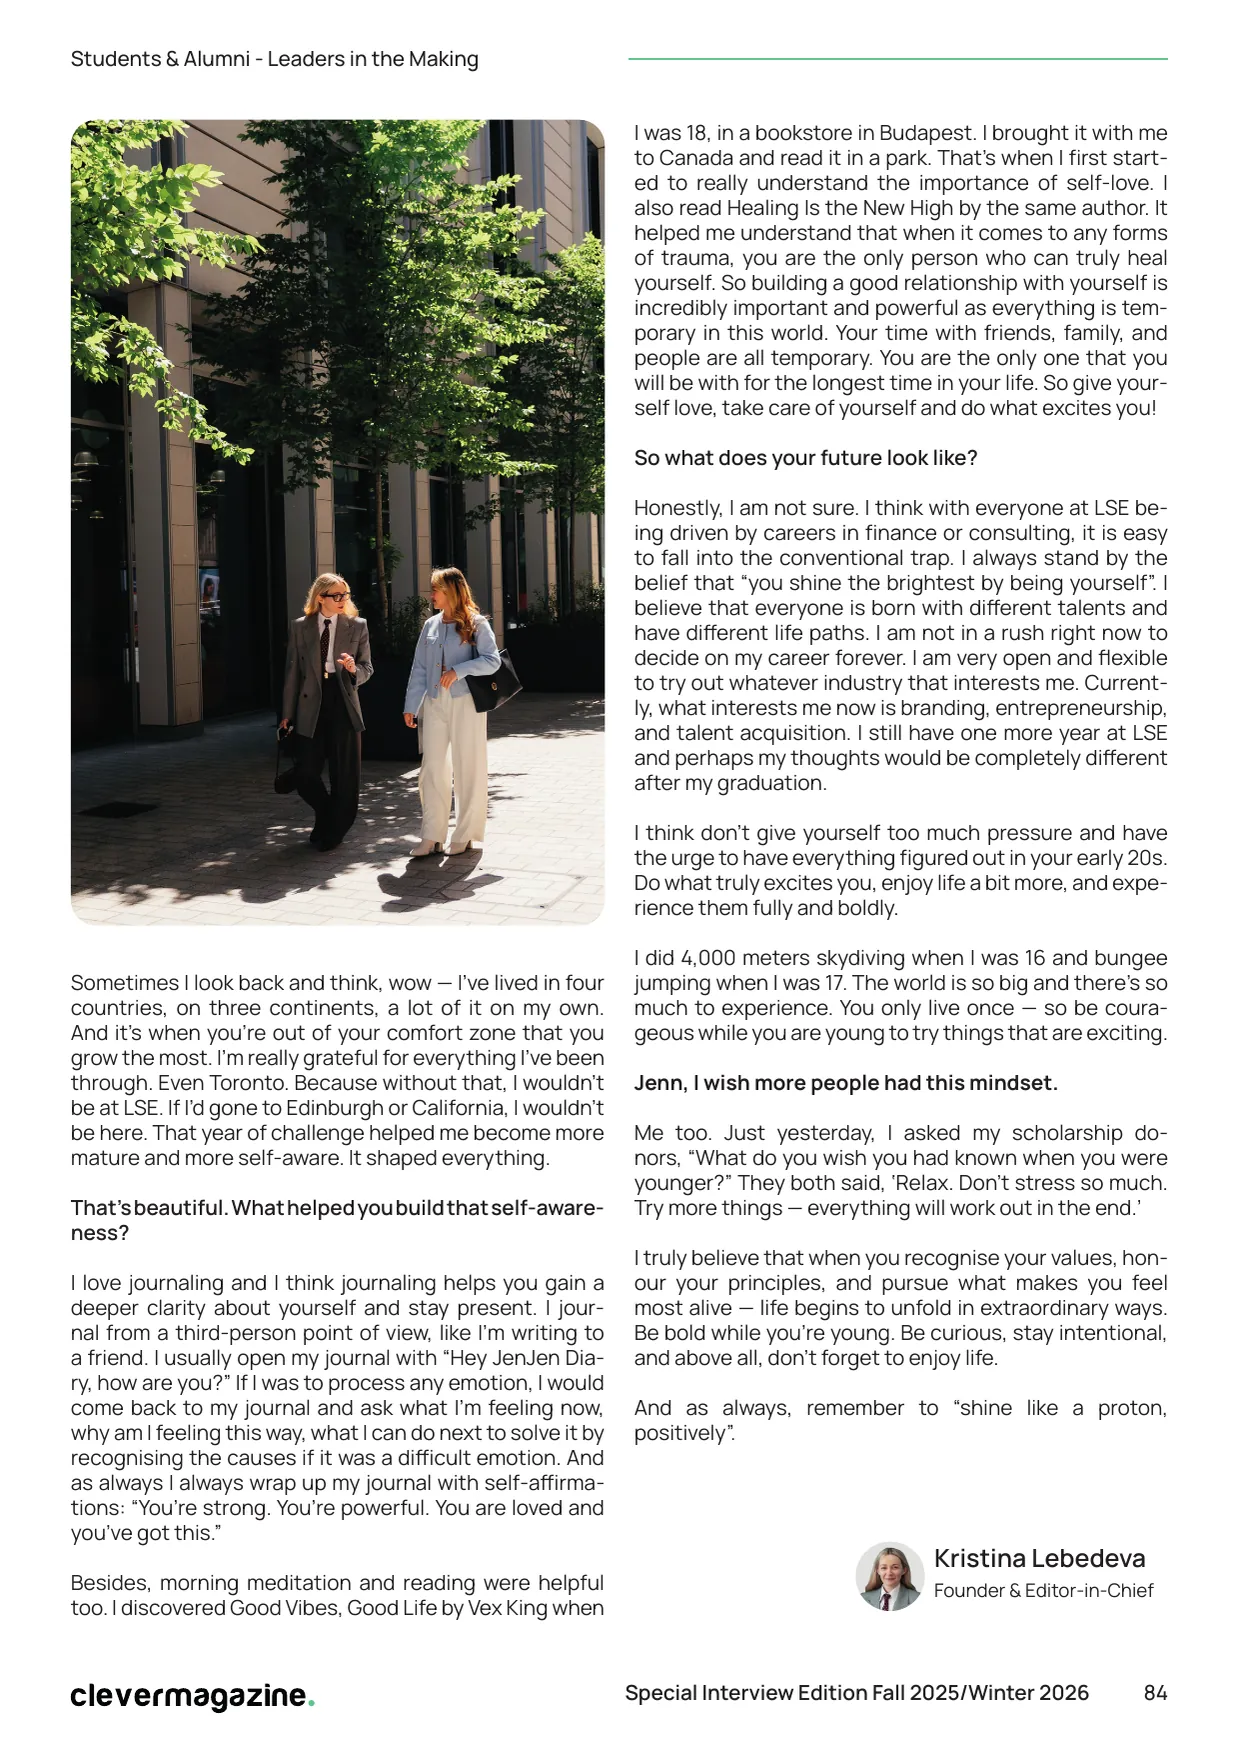 Students & Alumni - Leaders in the Making
Sometimes I look back and think, wow — I’ve lived in four
countries, on three continents, a lot of it on my own.
And it’s when you’re out of your comfort zone that you
grow the most. I’m really grateful for everything I’ve been
through. Even Toronto. Because without that, I wouldn’t
be at LSE. If I’d gone to Edinburgh or California, I wouldn’t
be here. That year of challenge helped me become more
mature and more self-aware. It shaped everything.
That’s beautiful. What helped you build that self-aware-
ness?
I love journaling and I think journaling helps you gain a
deeper clarity about yourself and stay present. I jour-
nal from a third-person point of view, like I’m writing to
a friend. I usually open my journal with “Hey JenJen Dia-
ry, how are you?” If I was to process any emotion, I would
come back to my journal and ask what I’m feeling now,
why am I feeling this way, what I can do next to solve it by
recognising the causes if it was a difficult emotion. And
as always I always wrap up my journal with self-affirma-
tions: “You’re strong. You’re powerful. You are loved and
you’ve got this.”
Besides, morning meditation and reading were helpful
too. I discovered Good Vibes, Good Life by Vex King when
I was 18, in a bookstore in Budapest. I brought it with me
to Canada and read it in a park. That’s when I first start-
ed to really understand the importance of self-love. I
also read Healing Is the New High by the same author. It
helped me understand that when it comes to any forms
of trauma, you are the only person who can truly heal
yourself. So building a good relationship with yourself is
incredibly important and powerful as everything is tem-
porary in this world. Your time with friends, family, and
people are all temporary. You are the only one that you
will be with for the longest time in your life. So give your-
self love, take care of yourself and do what excites you!
So what does your future look like?
Honestly, I am not sure. I think with everyone at LSE be-
ing driven by careers in finance or consulting, it is easy
to fall into the conventional trap. I always stand by the
belief that “you shine the brightest by being yourself”. I
believe that everyone is born with different talents and
have different life paths. I am not in a rush right now to
decide on my career forever. I am very open and flexible
to try out whatever industry that interests me. Current-
ly, what interests me now is branding, entrepreneurship,
and talent acquisition. I still have one more year at LSE
and perhaps my thoughts would be completely different
after my graduation.
I think don’t give yourself too much pressure and have
the urge to have everything figured out in your early 20s.
Do what truly excites you, enjoy life a bit more, and expe-
rience them fully and boldly.
I did 4,000 meters skydiving when I was 16 and bungee
jumping when I was 17. The world is so big and there’s so
much to experience. You only live once — so be coura-
geous while you are young to try things that are exciting.
Jenn, I wish more people had this mindset.
Me too. Just yesterday, I asked my scholarship do-
nors, “What do you wish you had known when you were
younger?” They both said, ‘Relax. Don’t stress so much.
Try more things — everything will work out in the end.’
I truly believe that when you recognise your values, hon-
our your principles, and pursue what makes you feel
most alive — life begins to unfold in extraordinary ways.
Be bold while you’re young. Be curious, stay intentional,
and above all, don’t forget to enjoy life.
And as always, remember to “shine like a proton,
positively”.
Kristina Lebedeva
Founder & Editor-in-Chief
clevermagazine.
Special Interview Edition Fall 2025/Winter 2026 84